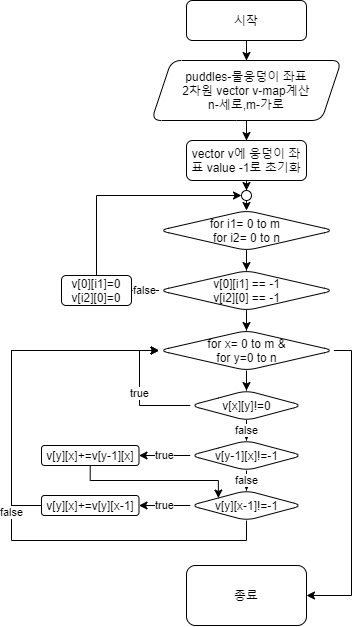 시작
puddles-물웅덩이 좌표
2차원 vector v-map계산
n-세로,m-가로
vector v에 웅덩이 좌
표 value -1로 초기화
for i1= 0 to m
for i2= 0 to n
v[0][i1]=0
v[i2][0]=0
false
v[0][i1] == -1
v[i2][0] == -1
for x= 0 to m &
for y=0 to n
true
v[x][y]!=0
false
v[y][x]+=v[y-1][x]
true
v[y-1][x]!=-1
false
v[y][x]+=v[y][x-1]
true
v[y][x-1]!=-1
false
종료